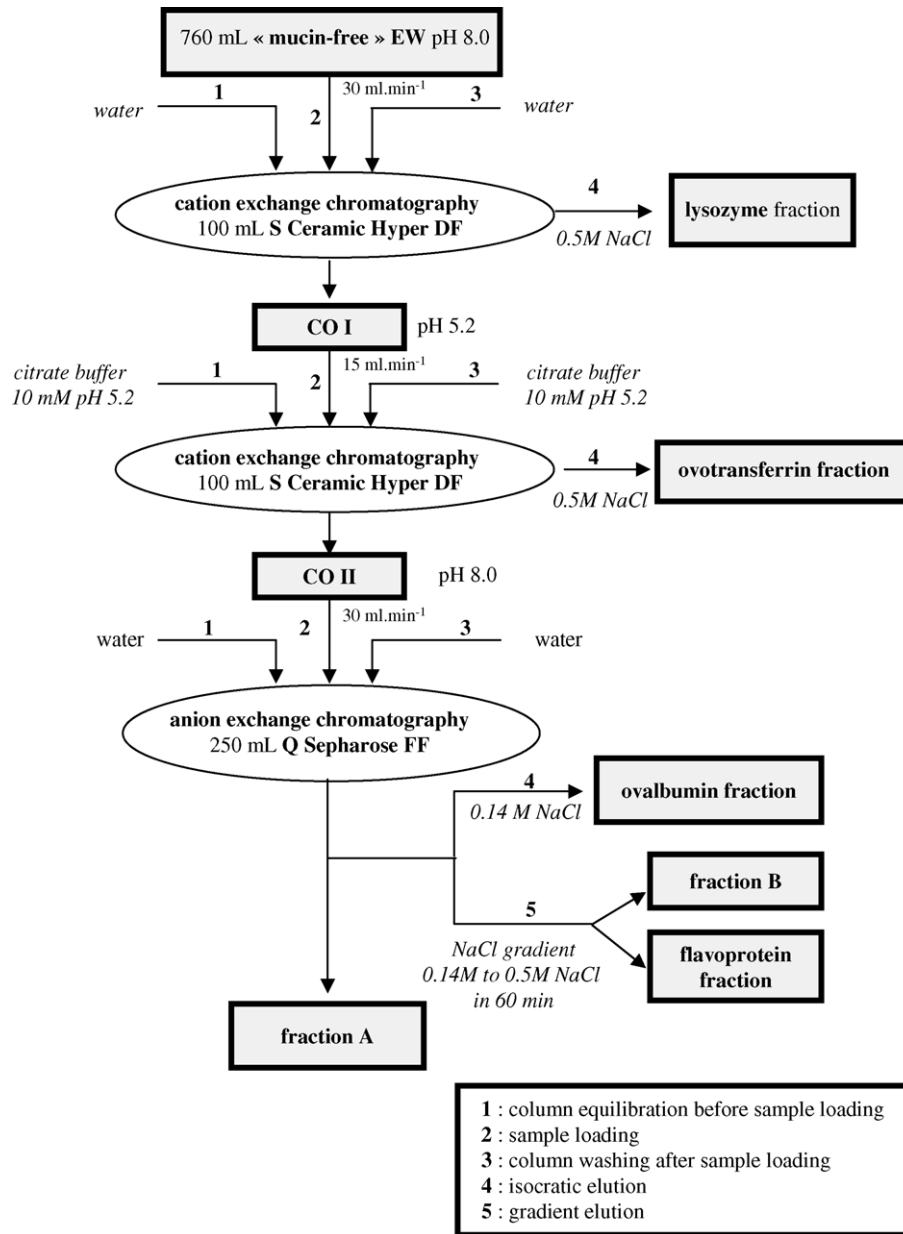 760 mL « mucin-free » EW pH 8.0
1
30 ml.min⁻¹
3
water
2
water
cation exchange chromatography
100 mL S Ceramic Hyper DF
4
0.5M NaCl
lysozyme fraction
CO I
pH 5.2
citrate buffer
10 mM pH 5.2
1
2
15 ml.min⁻¹
3
citrate buffer
10 mM pH 5.2
cation exchange chromatography
100 mL S Ceramic Hyper DF
4
0.5M NaCl
ovotransferrin fraction
CO II
pH 8.0
water
1
2
30 ml.min⁻¹
3
water
anion exchange chromatography
250 mL Q Sepharose FF
4
0.14 M NaCl
ovalbumin fraction
fraction B
5
NaCl gradient
0.14M to 0.5M NaCl
in 60 min
flavoprotein
fraction
fraction A
1 : column equilibration before sample loading
2 : sample loading
3 : column washing after sample loading
4 : isocratic elution
5 : gradient elution